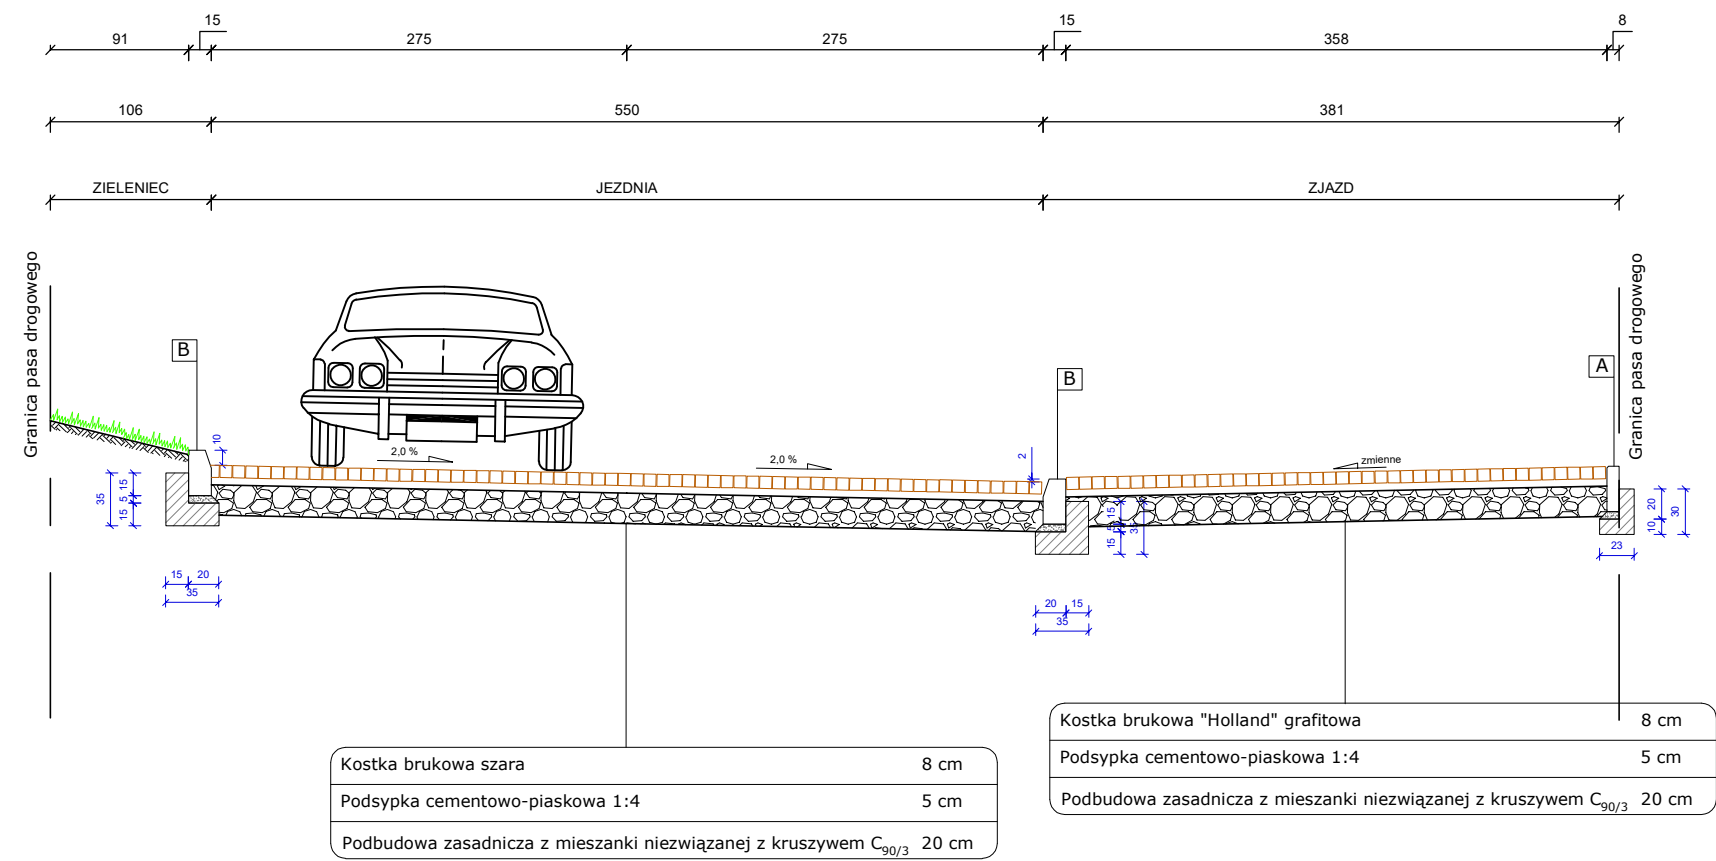 15 15 8
91 275 275 358
106 550 381
ZIELENIEC JEZDNIA ZJAZD
Granica pasa drogowego
Granica pasa drogowego
B
B
A
10
2,0 %
2,0 %
2
zmienne
35
15
5
15
15
5
15
35
20
10
30
23
15 20
35
20 15
35
Kostka brukowa "Holland" grafitowa 8 cm
Podsypka cementowo-piaskowa 1:4 5 cm
Podbudowa zasadnicza z mieszanki niezwiązanej z kruszywem C90/3 20 cm
Kostka brukowa szara 8 cm
Podsypka cementowo-piaskowa 1:4 5 cm
Podbudowa zasadnicza z mieszanki niezwiązanej z kruszywem C90/3 20 cm